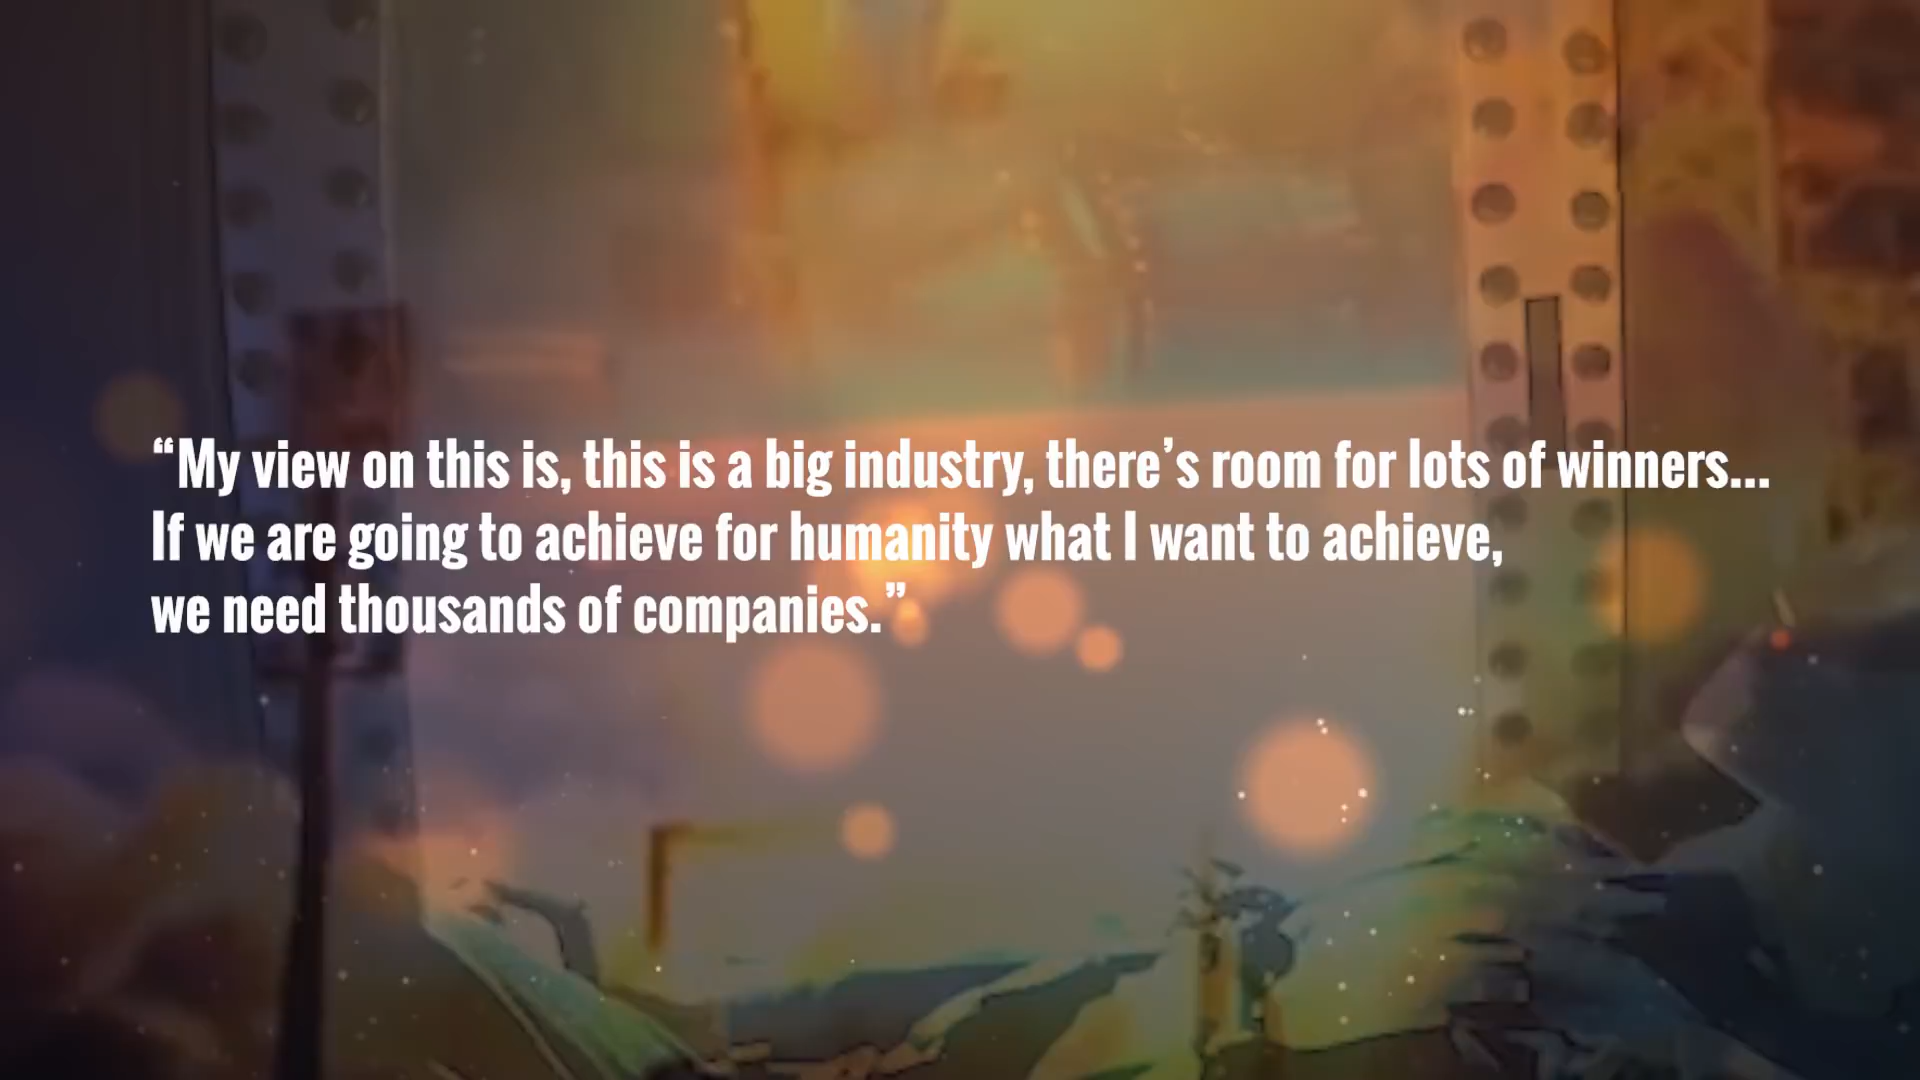 “My view on this is, this is a big industry, there’s room for lots of winners...
If we are going to achieve for humanity what I want to achieve,
we need thousands of companies.”